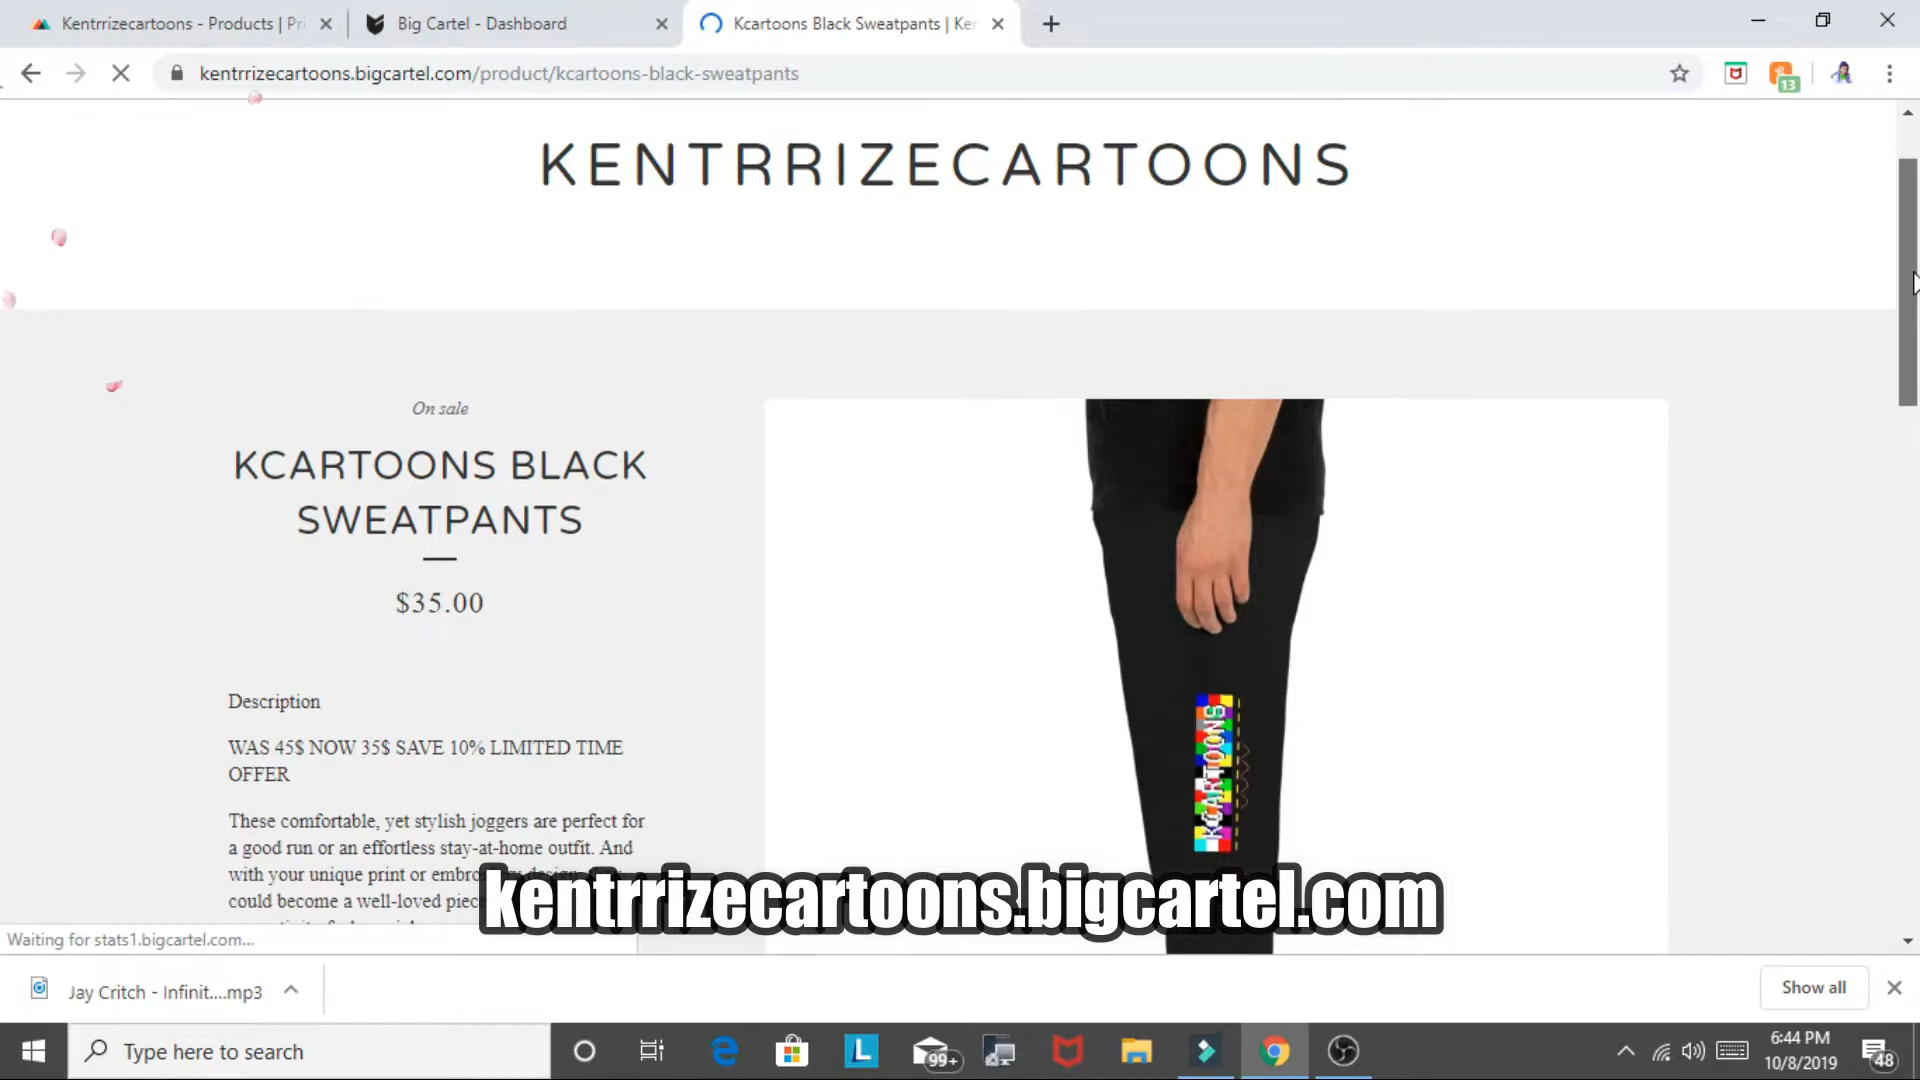 Kentrrizecartoons - Products | Pri
Big Cartel - Dashboard
Kcartoons Black Sweatpants | Ker
kentrrizecartoons.bigcartel.com/product/kcartoons-black-sweatpants
13
KENTRRIZECARTOONS
On sale
KCARTOONS BLACK
SWEATPANTS
$35.00
Description
WAS 45$ NOW 35$ SAVE 10% LIMITED TIME
OFFER
These comfortable, yet stylish joggers are perfect for
a good run or an effortless stay-at-home outfit. And
with your unique print or
could become a well-loved
KCARTOONS
kentrrizecartoons.bigcartel.com
Waiting for stats1.bigcartel.com...
Jay Critch - Infinit....mp3
Show all
Type here to search
L
99+
6:44 PM
10/8/2019
48